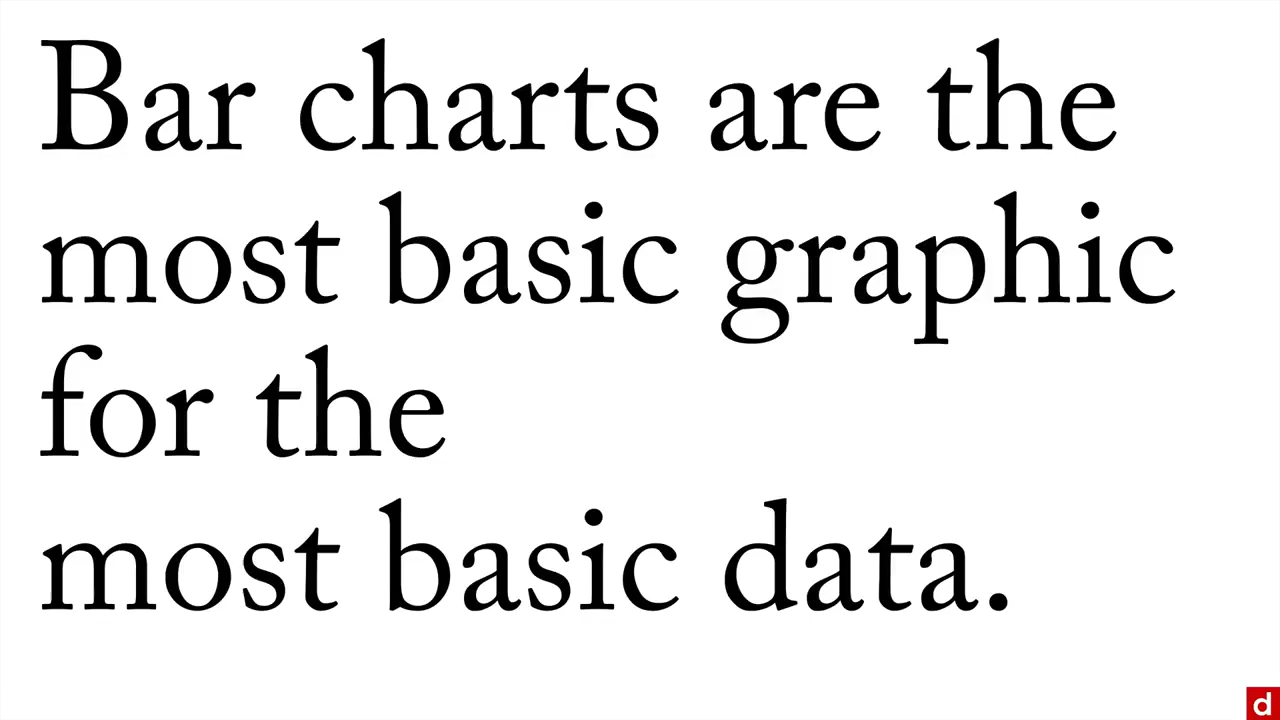 Bar charts are the
most basic graphic
for the
most basic data.
d